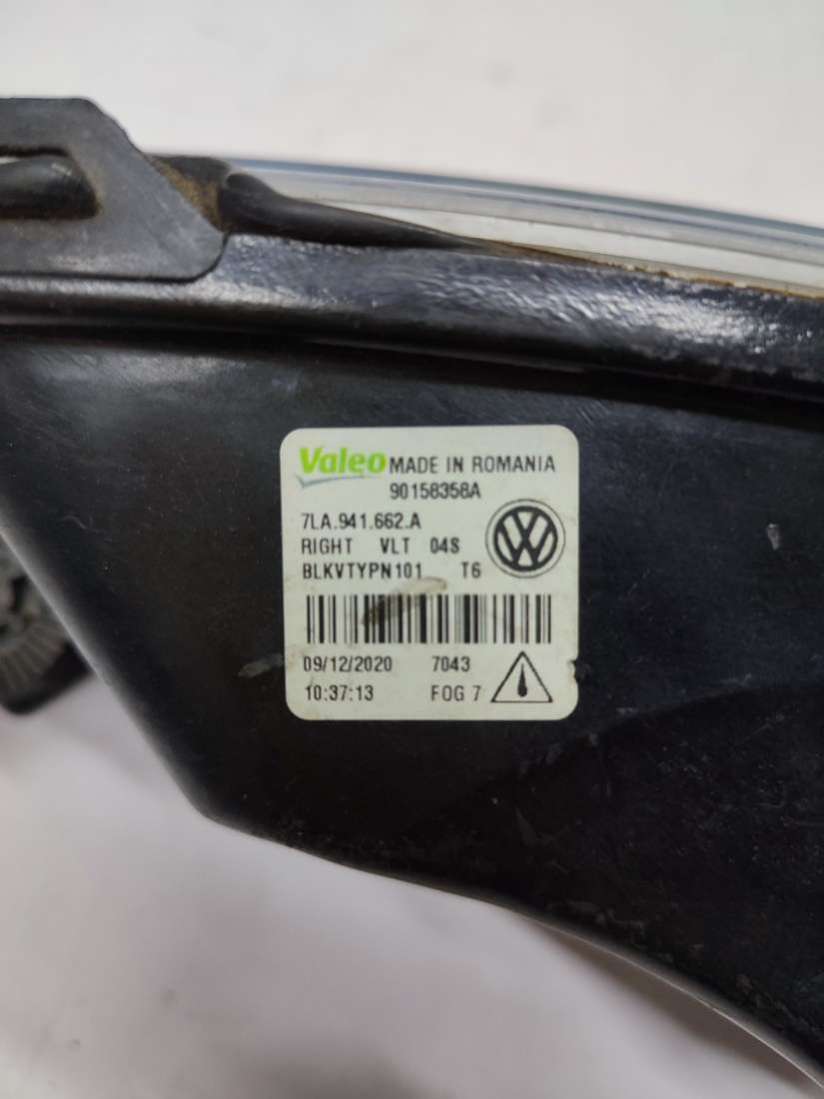 Valeo MADE IN ROMANIA
90158358A
7LA.941.662.A
RIGHT VLT 04S
BLKVTYPN101 T6
09/12/2020 7043
10:37:13 FOG 7